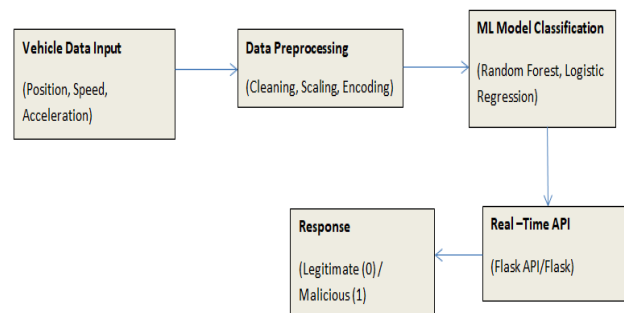 Vehicle Data Input
(Position, Speed,
Acceleration)
Data Preprocessing
(Cleaning, Scaling, Encoding)
ML Model Classification
(Random Forest, Logistic
Regression)
Real –Time API
(Flask API/Flask)
Response
(Legitimate (0) /
Malicious (1)